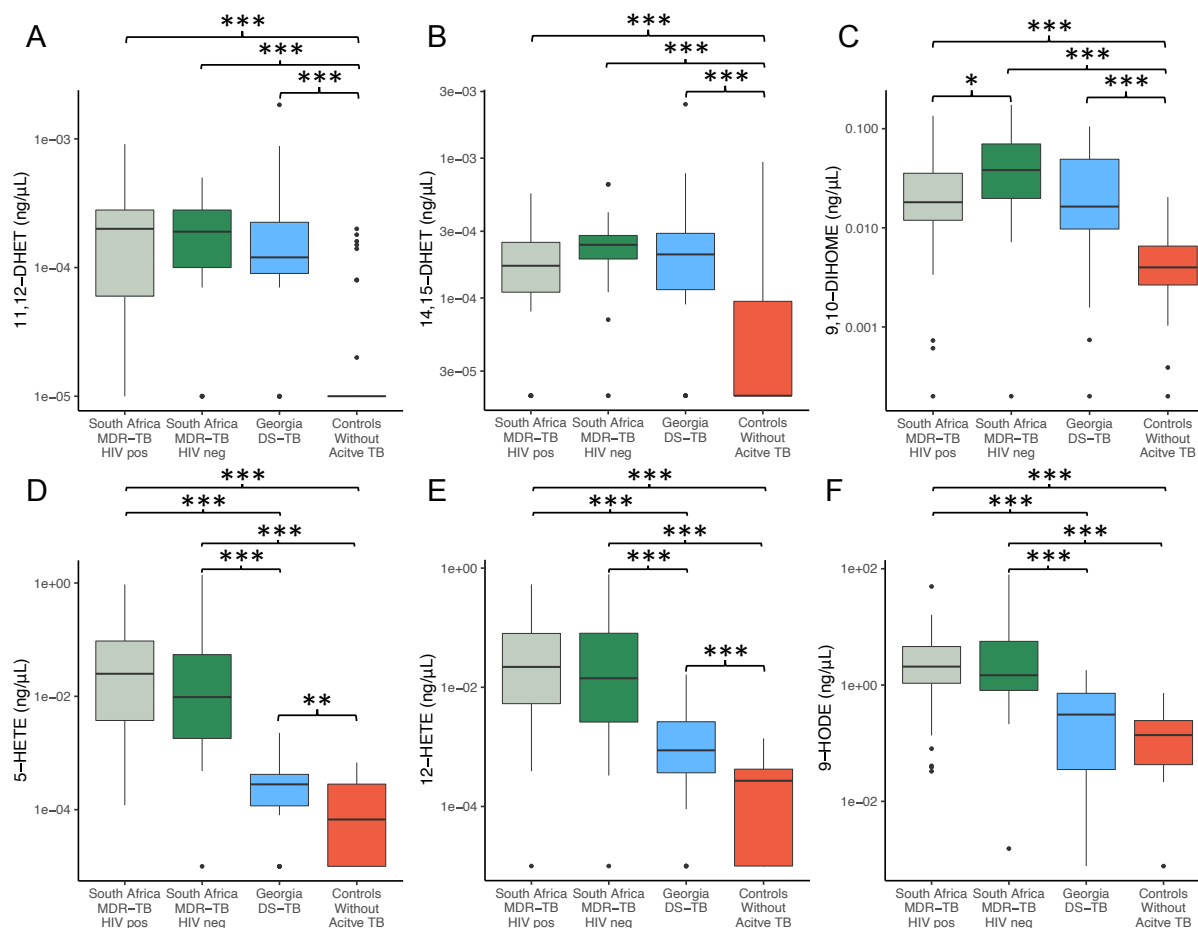 A
***
***
***
11,12−DHET (ng/µL)
1e−03
1e−04
1e−05
South Africa
MDR−TB
HIV pos
South Africa
MDR−TB
HIV neg
Georgia
DS−TB
Controls
Without
Acitve TB
B
***
***
***
14,15−DHET (ng/µL)
3e−03
1e−03
3e−04
1e−04
3e−05
South Africa
MDR−TB
HIV pos
South Africa
MDR−TB
HIV neg
Georgia
DS−TB
Controls
Without
Acitve TB
C
***
***
*
***
9,10−DIHOME (ng/µL)
0.100
0.010
0.001
South Africa
MDR−TB
HIV pos
South Africa
MDR−TB
HIV neg
Georgia
DS−TB
Controls
Without
Acitve TB
D
***
***
***
***
**
5−HETE (ng/µL)
1e+00
1e−02
1e−04
South Africa
MDR−TB
HIV pos
South Africa
MDR−TB
HIV neg
Georgia
DS−TB
Controls
Without
Acitve TB
E
***
***
***
***
***
12−HETE (ng/µL)
1e+00
1e−02
1e−04
South Africa
MDR−TB
HIV pos
South Africa
MDR−TB
HIV neg
Georgia
DS−TB
Controls
Without
Acitve TB
F
***
***
***
***
9−HODE (ng/µL)
1e+02
1e+00
1e−02
South Africa
MDR−TB
HIV pos
South Africa
MDR−TB
HIV neg
Georgia
DS−TB
Controls
Without
Acitve TB